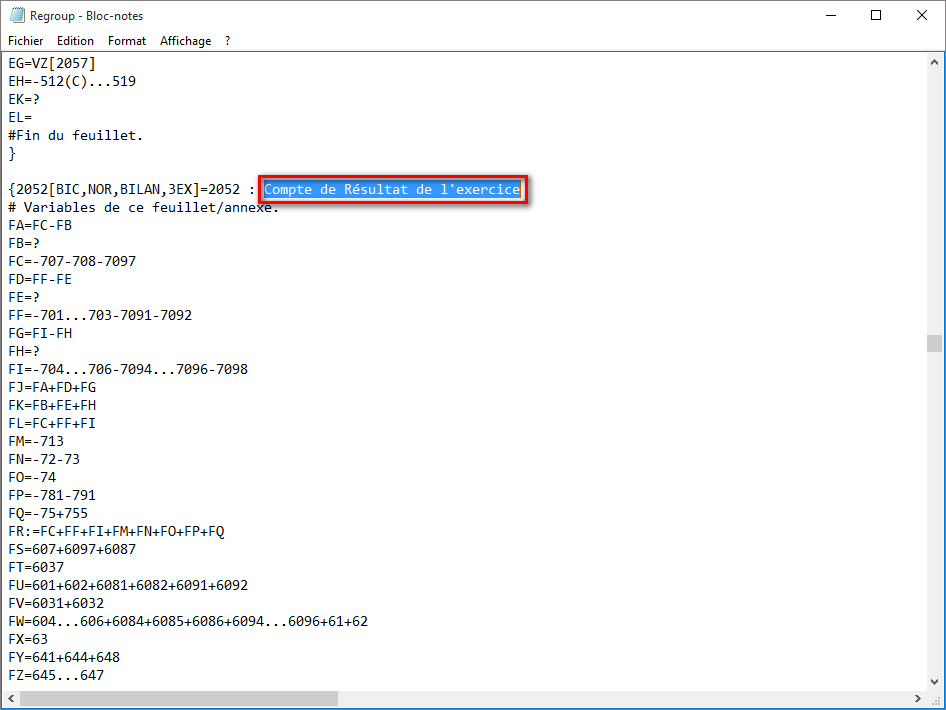 Regroup - Bloc-notes
Fichier Edition Format Affichage ?
EG=VZ[2057]
EH=-512(C)...519
EK=?
EL=
#Fin du feuillet.
}
{2052[BIC,NOR,BILAN,3EX]=2052 : Compte de Résultat de l'exercice
# Variables de ce feuillet/annexe.
FA=FC-FB
FB=?
FC=-707-708-7097
FD=FF-FE
FE=?
FF=-701...703-7091-7092
FG=FI-FH
FH=?
FI=-704...706-7094...7096-7098
FJ=FA+FD+FG
FK=FB+FE+FH
FL=FC+FF+FI
FM=-713
FN=-72-73
FO=-74
FP=-781-791
FQ=-75+755
FR:=FC+FF+FI+FM+FN+FO+FP+FQ
FS=607+6097+6087
FT=6037
FU=601+602+6081+6082+6091+6092
FV=6031+6032
FW=604...606+6084+6085+6086+6094...6096+61+62
FX=63
FY=641+644+648
FZ=645...647